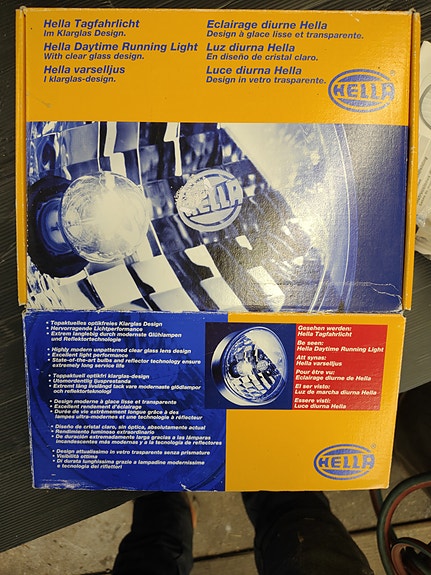 Hella Tagfahrlicht
Im Klarglas Design.
Hella Daytime Running Light
With clear glass design.
Hella varselljus
I klarglas-design.
Eclairage diurne Hella
Design à glace lisse et transparente.
Luz diurna Hella
En diseño de cristal claro.
Luce diurna Hella
Design in vetro trasparente.
HELLA
HELLA
• Topaktuelles optikfreies Klarglas Design
• Hervorragende Lichtperformance
• Extrem langlebig durch modernste Glühlampen
und Reflektortechnologie
• Highly modern unpatterned clear glass lens design
• Excellent light performance
• State-of-the-art bulbs and reflector technology ensure
extremely long service life
• Toppaktuell optikfri klarglas-design
• Utomordentlig ljusprestanda
• Extremt lång livslängd tack vare modernaste glödlampor
och reflektorteknologi
• Design moderne à glace lisse et transparente
• Excellent rendement d'éclairage
• Durée de vie extrêmement longue grâce à des
lampes ultra-modernes et une technologie à réflecteur
• Diseño de cristal claro, sin óptica, absolutamente actual
• Rendimiento luminoso extraordinario
• De duración extremadamente larga gracias a las lámparas
incandescentes más modernas y a la tecnología de reflectores
• Design attualissimo in vetro trasparente senza prismature
• Visibilità ottima
• Di durata lunghissima grazie a lampadine modernissime
e tecnologia dei riflettori
Gesehen werden:
Hella Tagfahrlicht
Be seen:
Hella Daytime Running Light
Att synas:
Hella varselljus
Pour être vu:
Eclairage diurne de Hella
El ser visto:
Luz de marcha diurna Hella
Essere visti:
Luce diurna Hella
HELLA